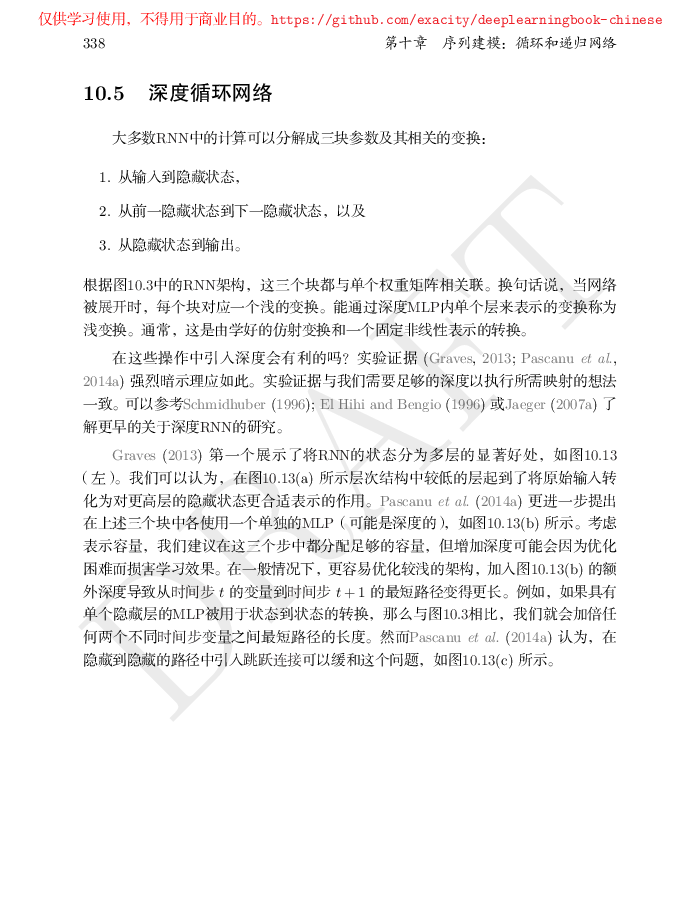 仅供学习使用，不得用于商业目的。https://github.com/exacity/deeplearningbook-chinese
338 第十章 序列建模：循环和递归网络
10.5 深度循环网络
大多数RNN中的计算可以分解成三块参数及其相关的变换：
1. 从输入到隐藏状态，
2. 从前一隐藏状态到下一隐藏状态，以及
3. 从隐藏状态到输出。
根据图10.3中的RNN架构，这三个块都与单个权重矩阵相关联。换句话说，当网络
被展开时，每个块对应一个浅的变换。能通过深度MLP内单个层来表示的变换称为
浅变换。通常，这是由学好的仿射变换和一个固定非线性表示的转换。
在这些操作中引入深度会有利的吗？实验证据 (Graves, 2013; Pascanu et al.,
2014a) 强烈暗示理应如此。实验证据与我们需要足够的深度以执行所需映射的想法
一致。可以参考Schmidhuber (1996); El Hihi and Bengio (1996) 或Jaeger (2007a) 了
解更早的关于深度RNN的研究。
Graves (2013) 第一个展示了将RNN的状态分为多层的显著好处，如图10.13
（左）。我们可以认为，在图10.13(a) 所示层次结构中较低的层起到了将原始输入转
化为对更高层的隐藏状态更合适表示的作用。Pascanu et al. (2014a) 更进一步提出
在上述三个块中各使用一个单独的MLP（可能是深度的），如图10.13(b) 所示。考虑
表示容量，我们建议在这三个步中都分配足够的容量，但增加深度可能会因为优化
困难而损害学习效果。在一般情况下，更容易优化较浅的架构，加入图10.13(b) 的额
外深度导致从时间步 t 的变量到时间步 t + 1 的最短路径变得更长。例如，如果具有
单个隐藏层的MLP被用于状态到状态的转换，那么与图10.3相比，我们就会加倍任
何两个不同时间步变量之间最短路径的长度。然而Pascanu et al. (2014a) 认为，在
隐藏到隐藏的路径中引入跳跃连接可以缓和这个问题，如图10.13(c) 所示。
DRAFT